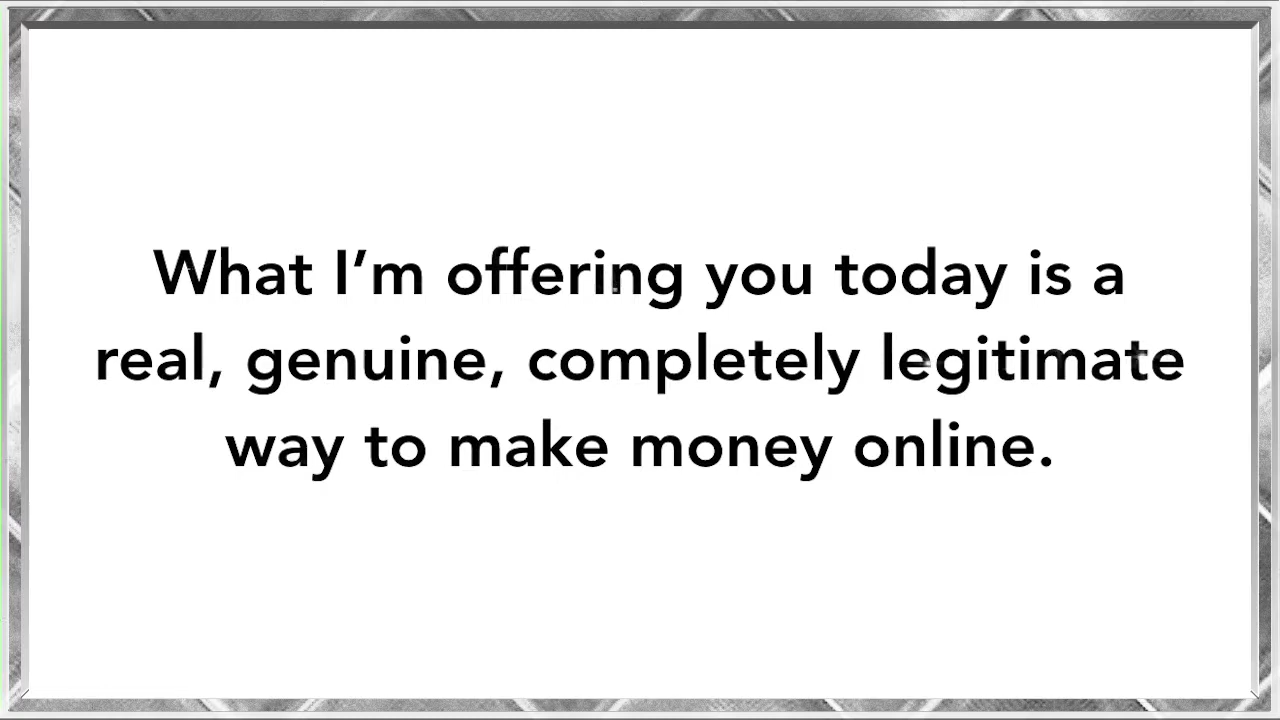 What I’m offering you today is a
real, genuine, completely legitimate
way to make money online.